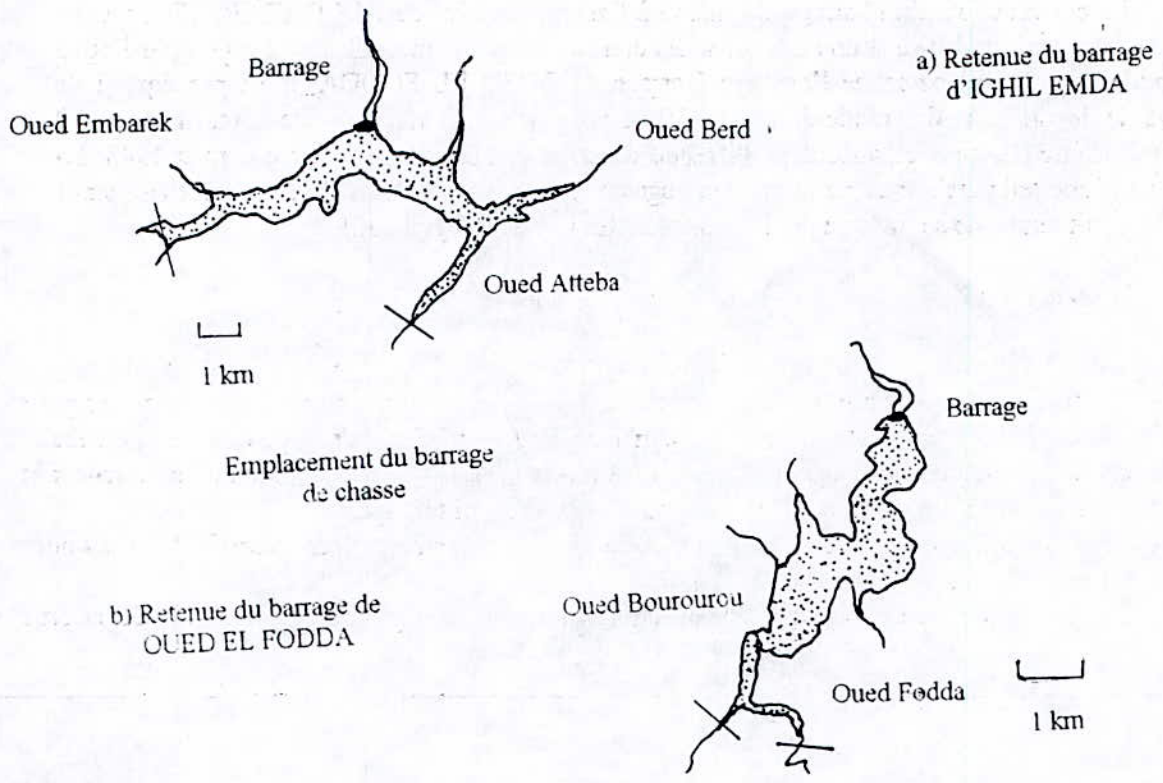 a) Retenue du barrage
d'IGHIL EMDA
Barrage
Oued Embarek
Oued Berd
Oued Atteba
1 km
Barrage
Emplacement du barrage
de chasse
Oued Bourourou
b) Retenue du barrage de
OUED EL FODDA
Oued Fodda
1 km